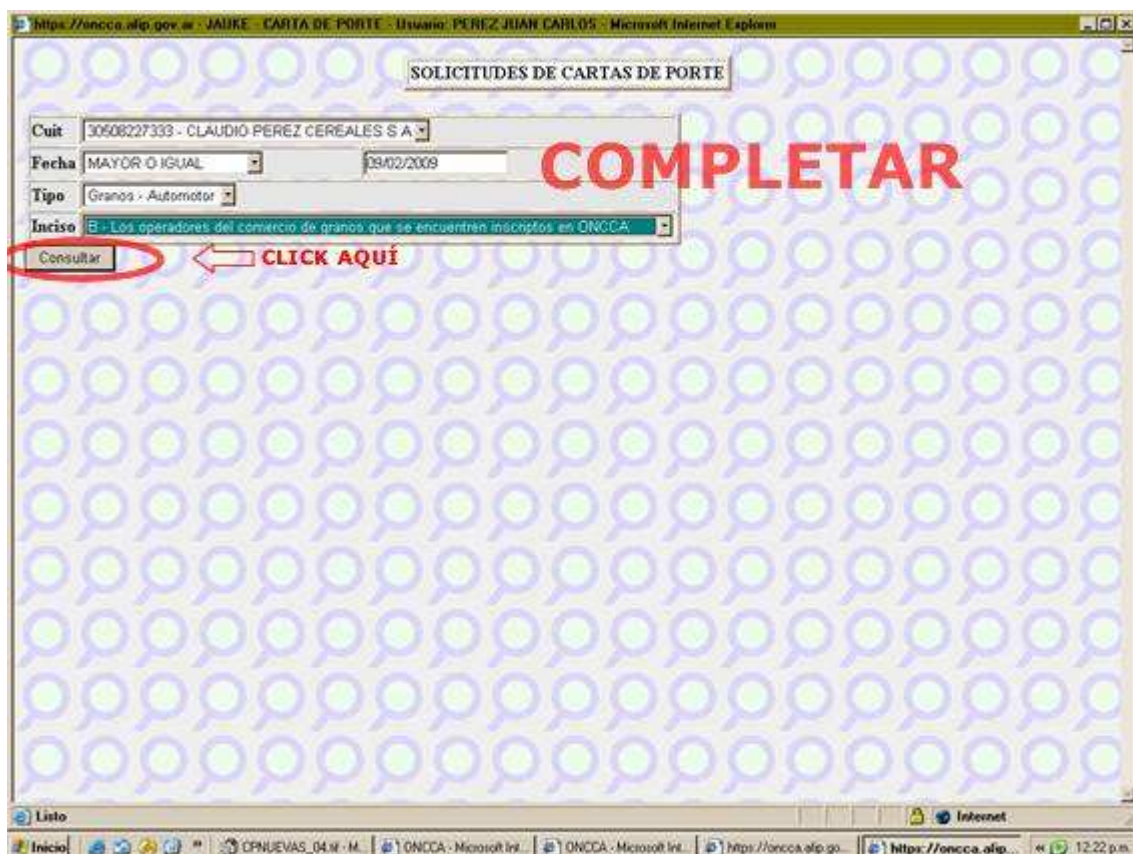 https://oncca.afip.gov.ar - JAUKE - CARTA DE PORTE - Usuario: PEREZ JUAN CARLOS - Microsoft Internet Explorer
SOLICITUDES DE CARTAS DE PORTE
Cuit 30508227333 - CLAUDIO PEREZ CEREALES S A
Fecha MAYOR O IGUAL 09/02/2009
COMPLETAR
Tipo Granos - Automotor
Inciso B - Los operadores del comercio de granos que se encuentren inscriptos en ONCCA
Consultar CLICK AQUÍ
Listo Internet
Inicio CPNUEVAS_04.tif - M... ONCCA - Microsoft Int... ONCCA - Microsoft Int... https://oncca.afip.go... https://oncca.afip... 12:22 p.m.